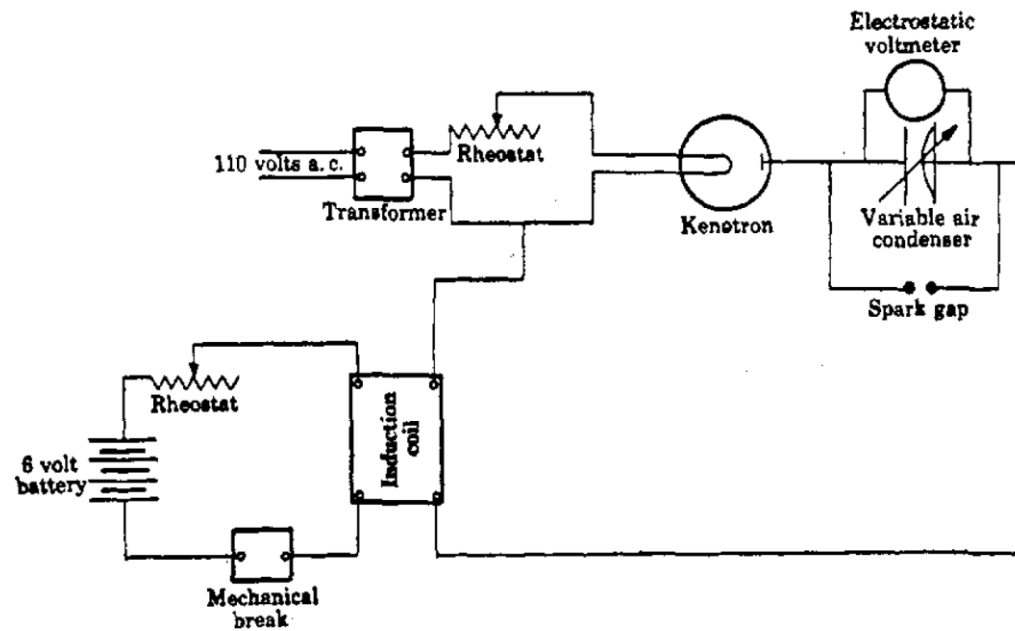 Electrostatic
voltmeter
110 volts a. c.
Rheostat
Transformer
Kenotron
Variable air
condenser
Spark gap
Rheostat
Induction
coil
6 volt
battery
Mechanical
break